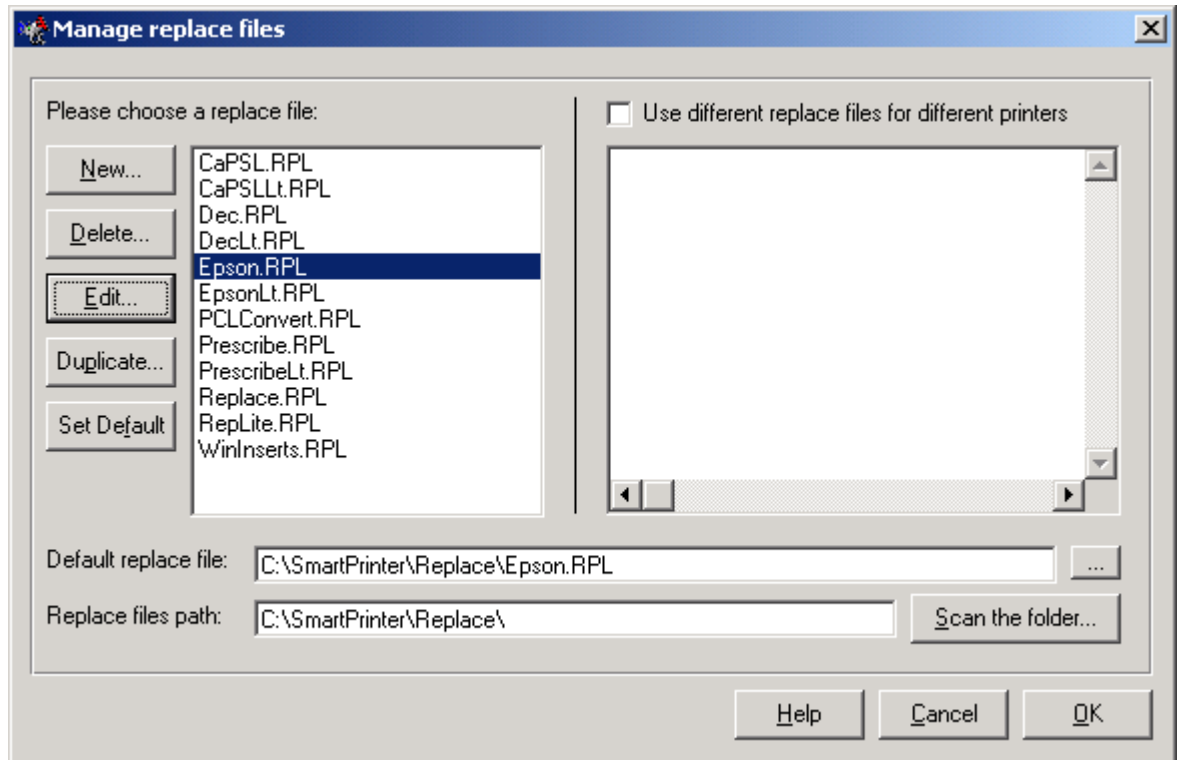 Manage replace files
Please choose a replace file:
Use different replace files for different printers
New...
Delete...
Edit...
Duplicate...
Set Default
CaPSL.RPL
CaPSLLt.RPL
Dec.RPL
DecLt.RPL
Epson.RPL
EpsonLt.RPL
PCLConvert.RPL
Prescribe.RPL
PrescribeLt.RPL
Replace.RPL
RepLite.RPL
WinInserts.RPL
Default replace file:
C:\SmartPrinter\Replace\Epson.RPL
...
Replace files path:
C:\SmartPrinter\Replace\
Scan the folder...
Help
Cancel
OK